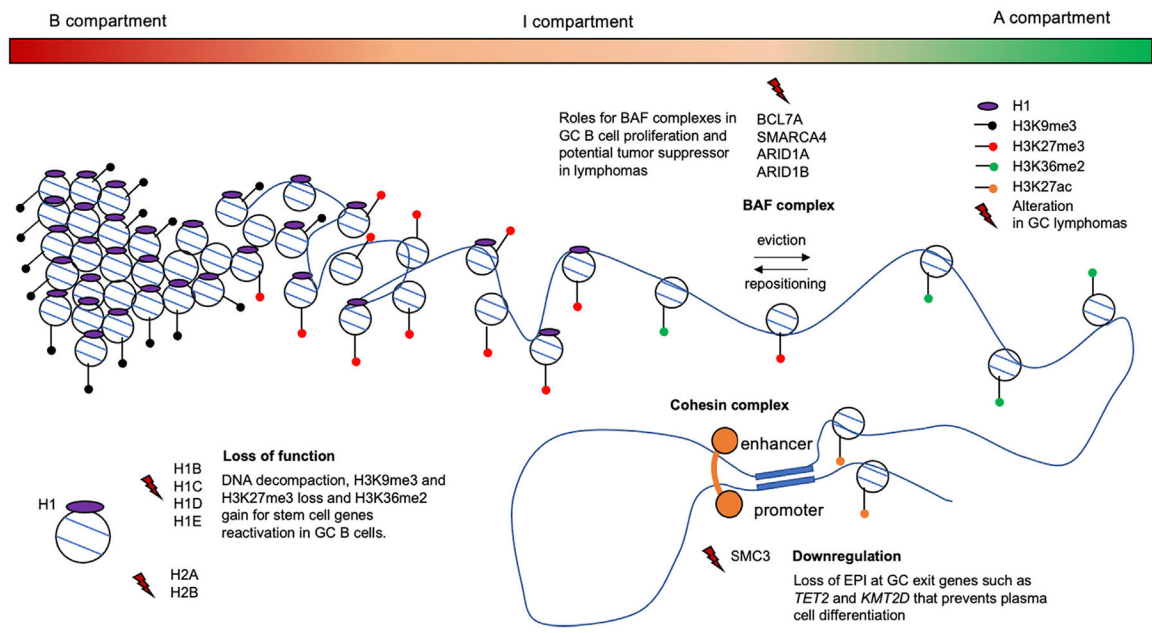 B compartment
I compartment
A compartment
Roles for BAF complexes in
GC B cell proliferation and
potential tumor suppressor
in lymphomas
BCL7A
SMARCA4
ARID1A
ARID1B
BAF complex
eviction
repositioning
H1
H3K9me3
H3K27me3
H3K36me2
H3K27ac
Alteration
in GC lymphomas
Cohesin complex
enhancer
promoter
SMC3
Downregulation
Loss of EPI at GC exit genes such as
TET2 and KMT2D that prevents plasma
cell differentiation
H1
H1B
H1C
H1D
H1E
H2A
H2B
Loss of function
DNA decompaction, H3K9me3 and
H3K27me3 loss and H3K36me2
gain for stem cell genes
reactivation in GC B cells.